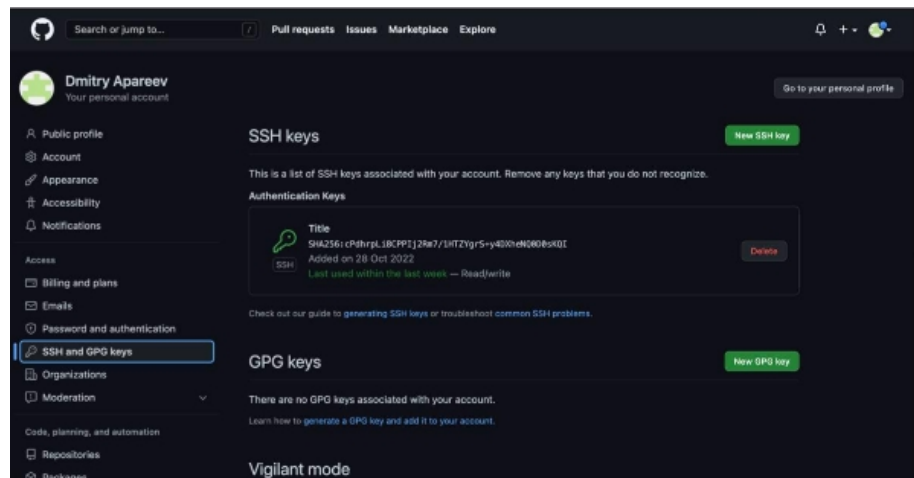 Search or jump to... /
Pull requests Issues Marketplace Explore
Dmitry Apareev
Your personal account
Go to your personal profile
Public profile
Account
Appearance
Accessibility
Notifications
Access
Billing and plans
Emails
Password and authentication
SSH and GPG keys
Organizations
Moderation
Code, planning, and automation
Repositories
Packages
SSH keys
New SSH key
This is a list of SSH keys associated with your account. Remove any keys that you do not recognize.
Authentication Keys
Title
SSH
Added on 28 Oct 2022
Last used within the last week — Read/write
Delete
Check out our guide to generating SSH keys or troubleshoot common SSH problems.
GPG keys
New GPG key
There are no GPG keys associated with your account.
Learn how to generate a GPG key and add it to your account.
Vigilant mode